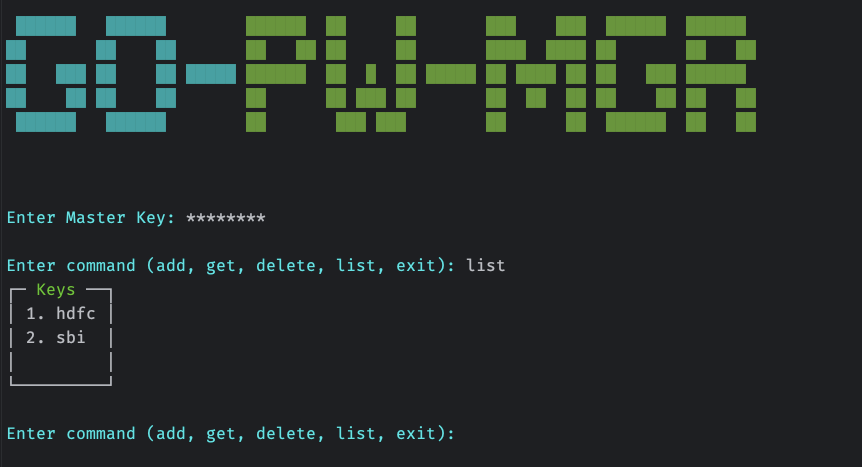 GO-PW-MGR
Enter Master Key: ********
Enter command (add, get, delete, list, exit): list
Keys
1. hdfc
2. sbi
Enter command (add, get, delete, list, exit):